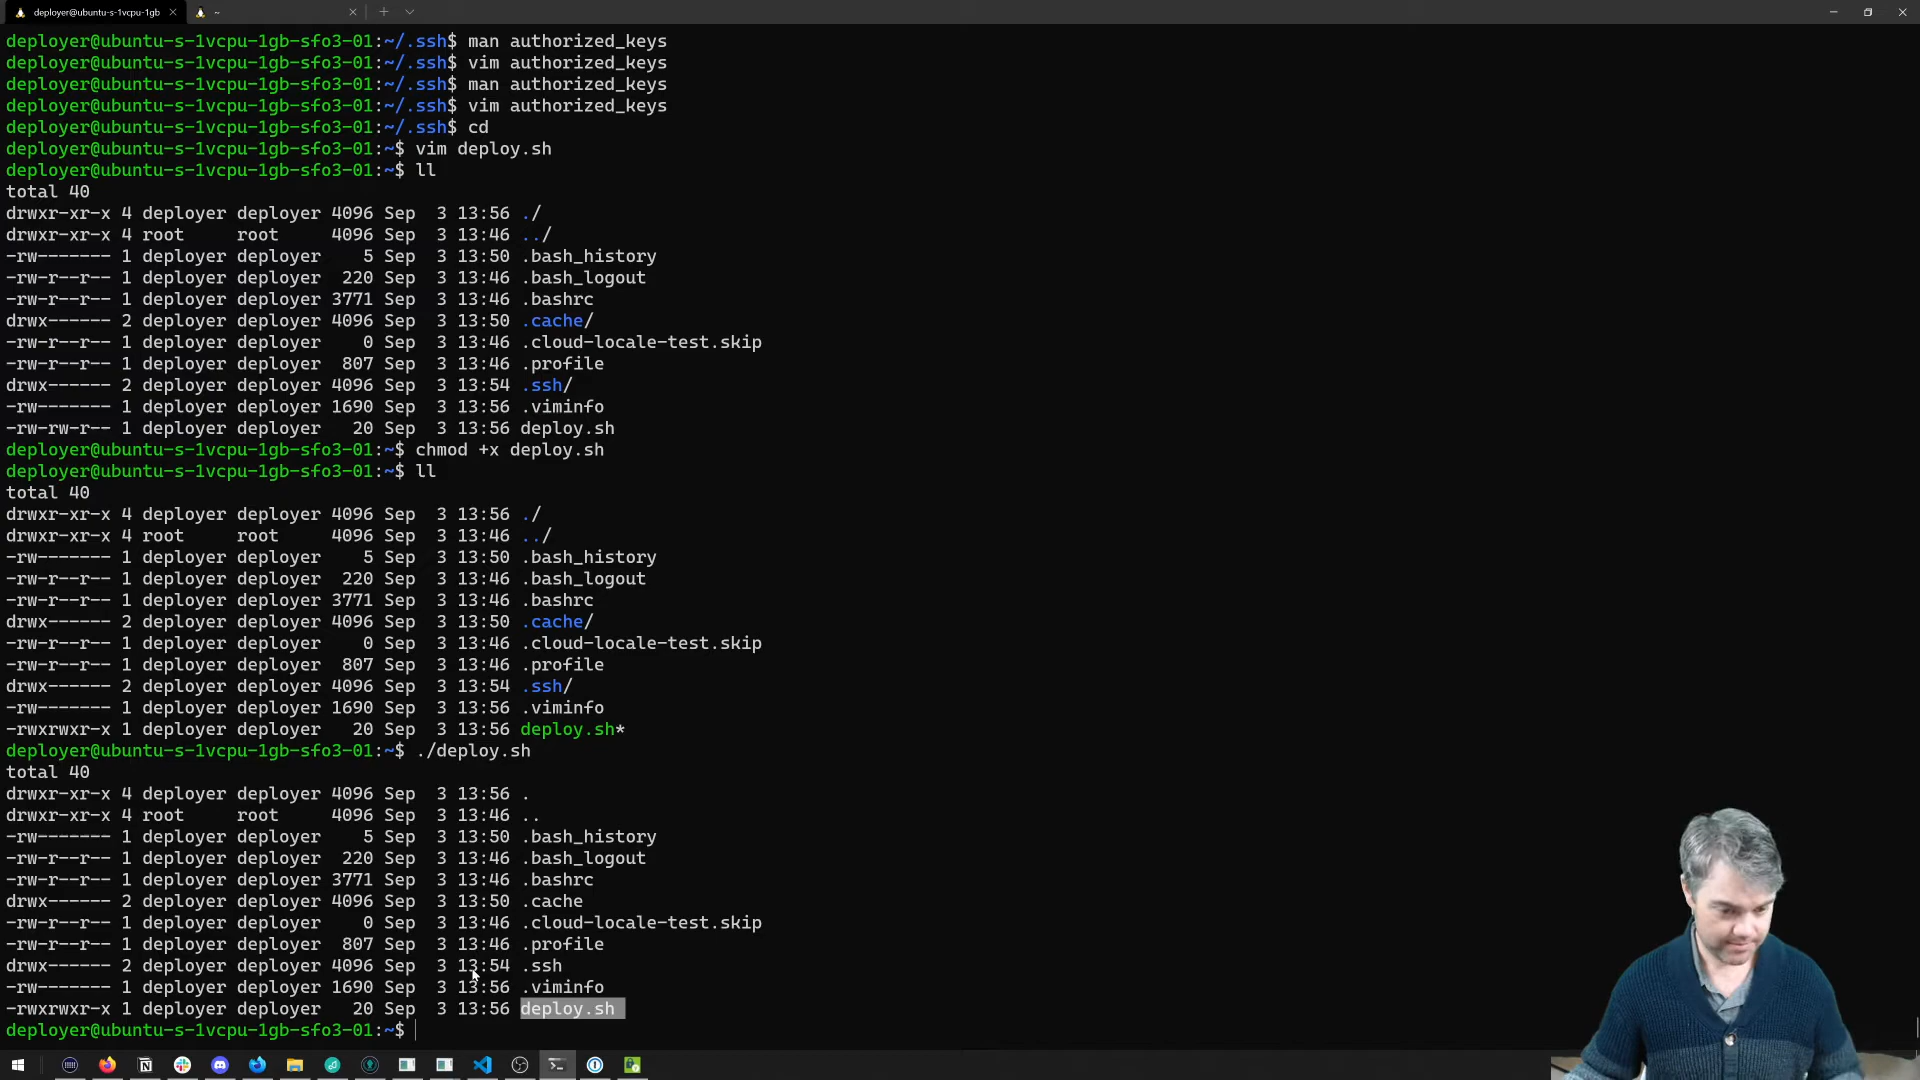 deployer@ubuntu-s-1vcpu-1gb
~
deployer@ubuntu-s-1vcpu-1gb-sfo3-01:~/.ssh$ man authorized_keys
deployer@ubuntu-s-1vcpu-1gb-sfo3-01:~/.ssh$ vim authorized_keys
deployer@ubuntu-s-1vcpu-1gb-sfo3-01:~/.ssh$ man authorized_keys
deployer@ubuntu-s-1vcpu-1gb-sfo3-01:~/.ssh$ vim authorized_keys
deployer@ubuntu-s-1vcpu-1gb-sfo3-01:~/.ssh$ cd
deployer@ubuntu-s-1vcpu-1gb-sfo3-01:~$ vim deploy.sh
deployer@ubuntu-s-1vcpu-1gb-sfo3-01:~$ ll
total 40
drwxr-xr-x 4 deployer deployer 4096 Sep  3 13:56 ./
drwxr-xr-x 4 root     root     4096 Sep  3 13:46 ../
-rw------- 1 deployer deployer    5 Sep  3 13:50 .bash_history
-rw-r--r-- 1 deployer deployer  220 Sep  3 13:46 .bash_logout
-rw-r--r-- 1 deployer deployer 3771 Sep  3 13:46 .bashrc
drwx------ 2 deployer deployer 4096 Sep  3 13:50 .cache/
-rw-r--r-- 1 deployer deployer    0 Sep  3 13:46 .cloud-locale-test.skip
-rw-r--r-- 1 deployer deployer  807 Sep  3 13:46 .profile
drwx------ 2 deployer deployer 4096 Sep  3 13:54 .ssh/
-rw------- 1 deployer deployer 1690 Sep  3 13:56 .viminfo
-rw-rw-r-- 1 deployer deployer   20 Sep  3 13:56 deploy.sh
deployer@ubuntu-s-1vcpu-1gb-sfo3-01:~$ chmod +x deploy.sh
deployer@ubuntu-s-1vcpu-1gb-sfo3-01:~$ ll
total 40
drwxr-xr-x 4 deployer deployer 4096 Sep  3 13:56 ./
drwxr-xr-x 4 root     root     4096 Sep  3 13:46 ../
-rw------- 1 deployer deployer    5 Sep  3 13:50 .bash_history
-rw-r--r-- 1 deployer deployer  220 Sep  3 13:46 .bash_logout
-rw-r--r-- 1 deployer deployer 3771 Sep  3 13:46 .bashrc
drwx------ 2 deployer deployer 4096 Sep  3 13:50 .cache/
-rw-r--r-- 1 deployer deployer    0 Sep  3 13:46 .cloud-locale-test.skip
-rw-r--r-- 1 deployer deployer  807 Sep  3 13:46 .profile
drwx------ 2 deployer deployer 4096 Sep  3 13:54 .ssh/
-rw------- 1 deployer deployer 1690 Sep  3 13:56 .viminfo
-rwxrwxr-x 1 deployer deployer   20 Sep  3 13:56 deploy.sh*
deployer@ubuntu-s-1vcpu-1gb-sfo3-01:~$ ./deploy.sh
total 40
drwxr-xr-x 4 deployer deployer 4096 Sep  3 13:56 .
drwxr-xr-x 4 root     root     4096 Sep  3 13:46 ..
-rw------- 1 deployer deployer    5 Sep  3 13:50 .bash_history
-rw-r--r-- 1 deployer deployer  220 Sep  3 13:46 .bash_logout
-rw-r--r-- 1 deployer deployer 3771 Sep  3 13:46 .bashrc
drwx------ 2 deployer deployer 4096 Sep  3 13:50 .cache
-rw-r--r-- 1 deployer deployer    0 Sep  3 13:46 .cloud-locale-test.skip
-rw-r--r-- 1 deployer deployer  807 Sep  3 13:46 .profile
drwx------ 2 deployer deployer 4096 Sep  3 13:54 .ssh
-rw------- 1 deployer deployer 1690 Sep  3 13:56 .viminfo
-rwxrwxr-x 1 deployer deployer   20 Sep  3 13:56 deploy.sh
deployer@ubuntu-s-1vcpu-1gb-sfo3-01:~$